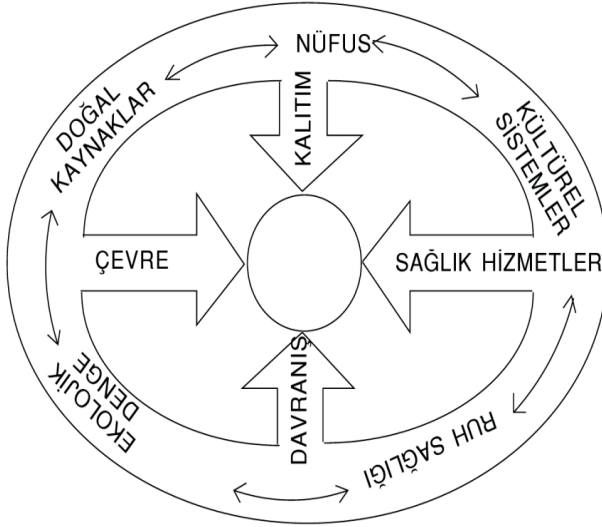 NÜFUS
DOĞAL
KAYNAKLAR
KALITIM
KÜLTÜREL
SİSTEMLER
ÇEVRE
SAĞLIK HİZMETLER
EKOLOJİK
DENGE
DAVRANIŞ
RUH SAĞLIĞI